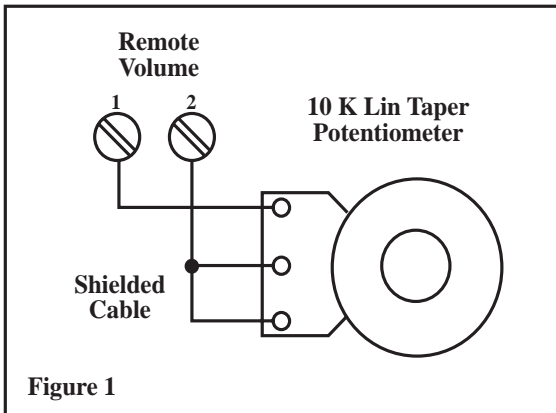 Remote
Volume
1 2
10 K Lin Taper
Potentiometer
Shielded
Cable
Figure 1